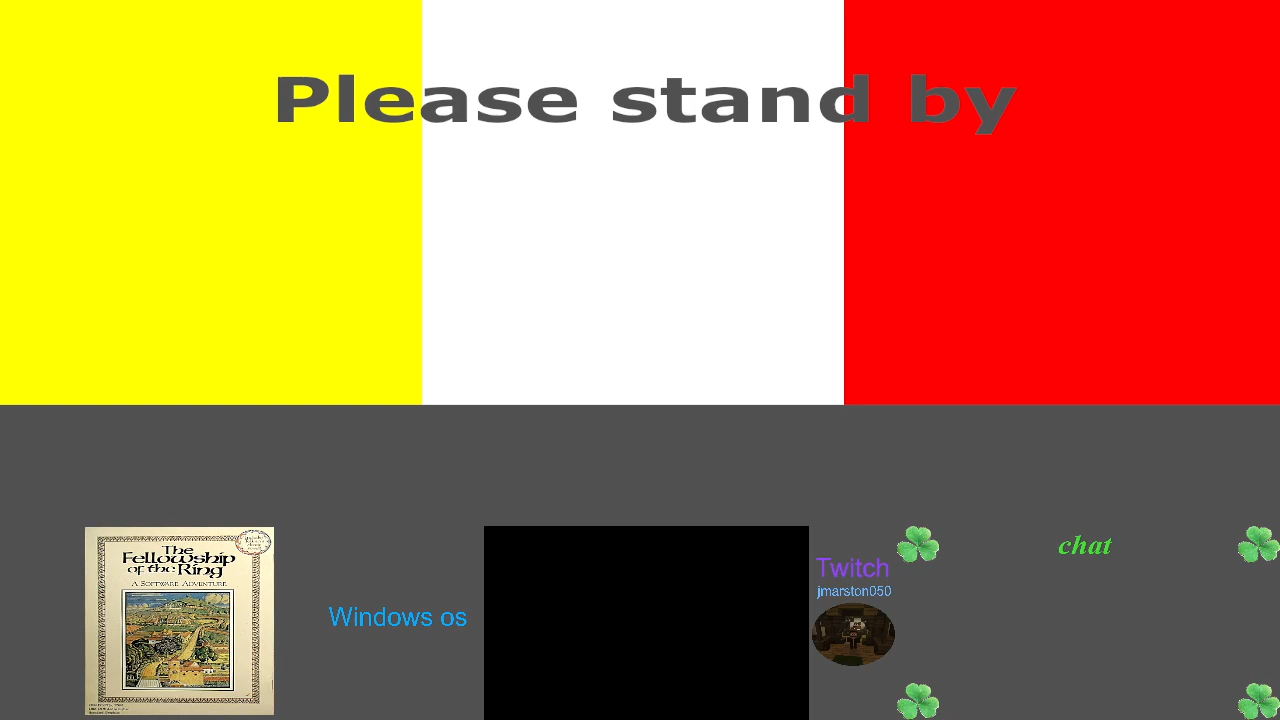 Please stand by
The
Fellowship
of the Ring
A Software Adventure
Windows os
Twitch
jmarston050
chat